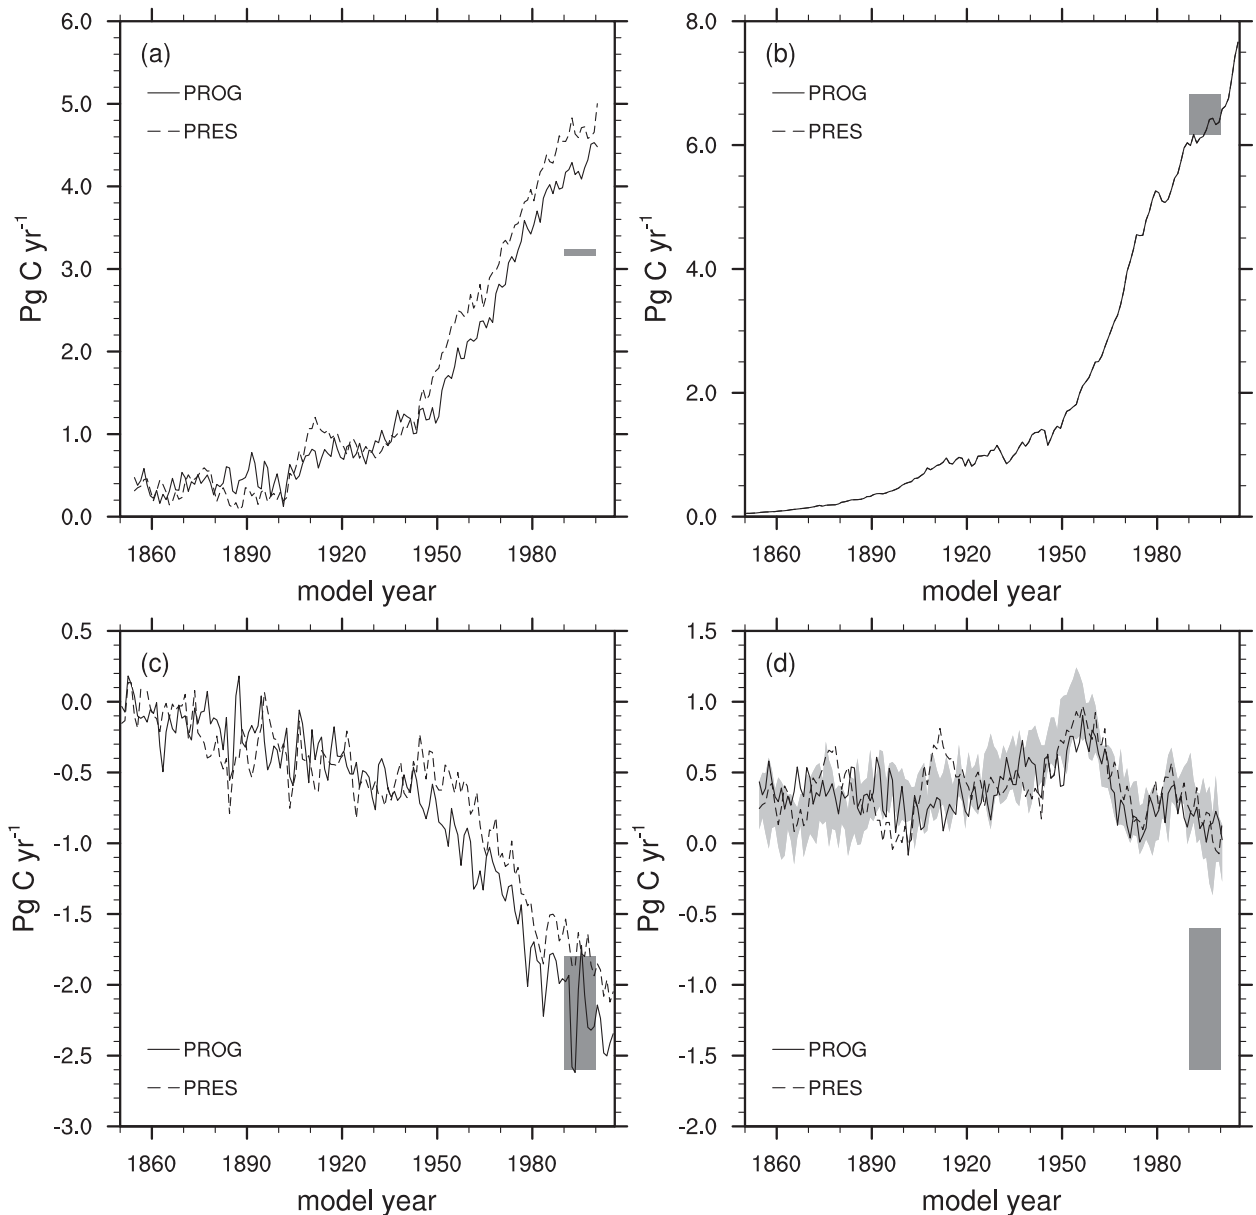 (a)
PROG
PRES
6.0
5.0
4.0
3.0
2.0
1.0
0.0
Pg C yr-1
1860 1890 1920 1950 1980
model year
(b)
PROG
PRES
8.0
6.0
4.0
2.0
0.0
Pg C yr-1
1860 1890 1920 1950 1980
model year
(c)
0.5
0.0
-0.5
-1.0
-1.5
-2.0
-2.5
-3.0
Pg C yr-1
PROG
PRES
1860 1890 1920 1950 1980
model year
(d)
1.5
1.0
0.5
0.0
-0.5
-1.0
-1.5
-2.0
Pg C yr-1
PROG
PRES
1860 1890 1920 1950 1980
model year